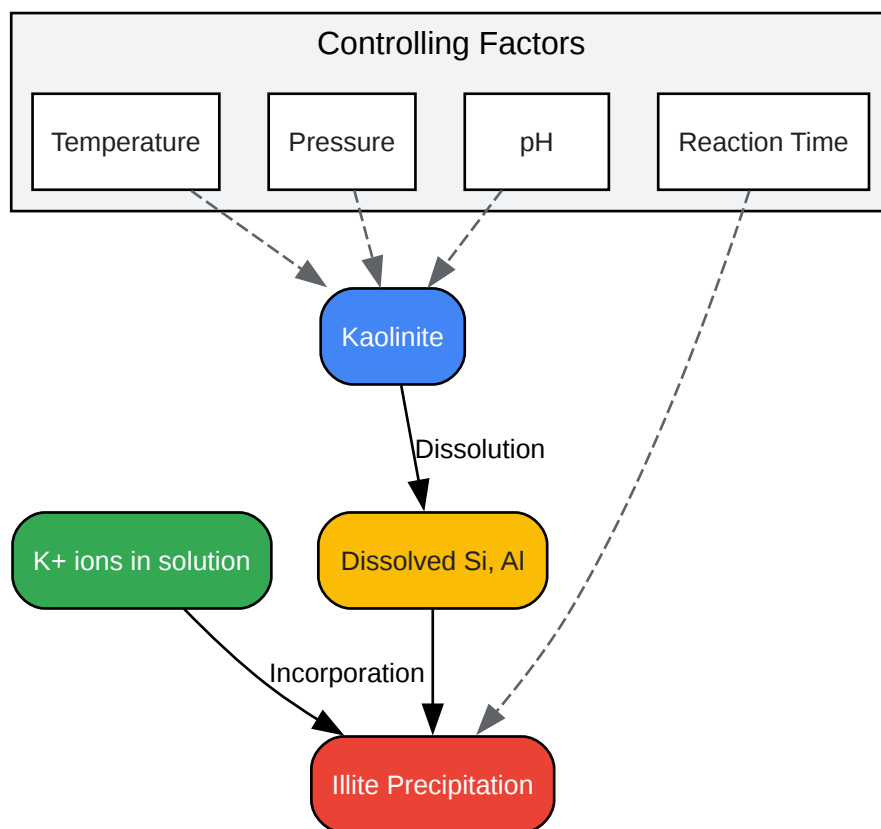 Controlling Factors
Temperature
Pressure
pH
Reaction Time
Kaolinite
Dissolution
K+ ions in solution
Dissolved Si, Al
Incorporation
Illite Precipitation